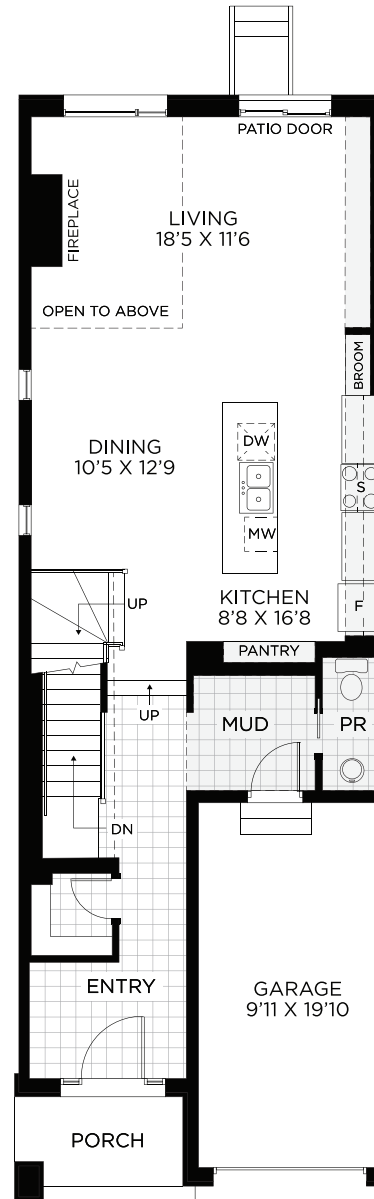 PATIO DOOR
FIREPLACE
LIVING
18'5 X 11'6
OPEN TO ABOVE
BROOM
DW
DINING
10'5 X 12'9
S
MW
UP
KITCHEN
8'8 X 16'8
F
PANTRY
UP
MUD
PR
DN
ENTRY
GARAGE
9'11 X 19'10
PORCH